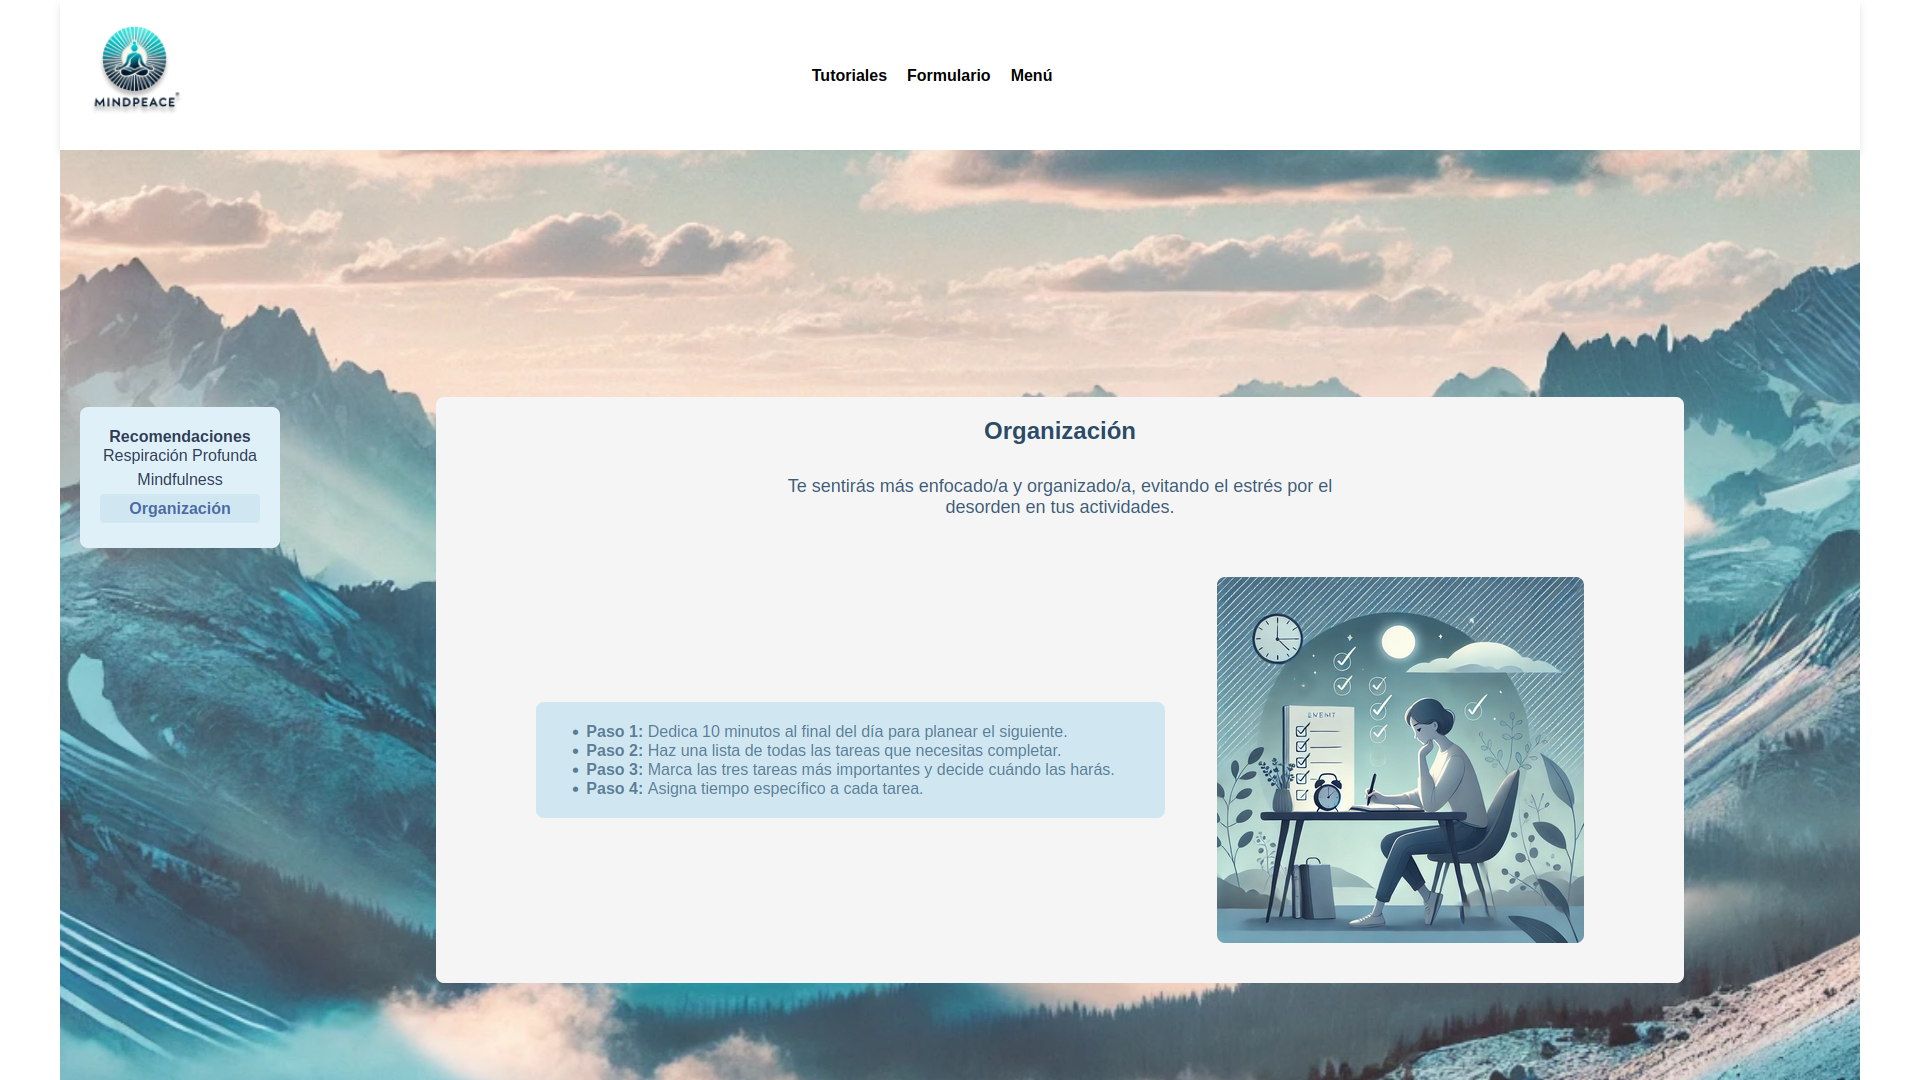 MINDPEACE
Tutoriales
Formulario
Menú
Recomendaciones
Respiración Profunda
Mindfulness
Organización
Organización
Te sentirás más enfocado/a y organizado/a, evitando el estrés por el
desorden en tus actividades.
• Paso 1: Dedica 10 minutos al final del día para planear el siguiente.
• Paso 2: Haz una lista de todas las tareas que necesitas completar.
• Paso 3: Marca las tres tareas más importantes y decide cuándo las harás.
• Paso 4: Asigna tiempo específico a cada tarea.